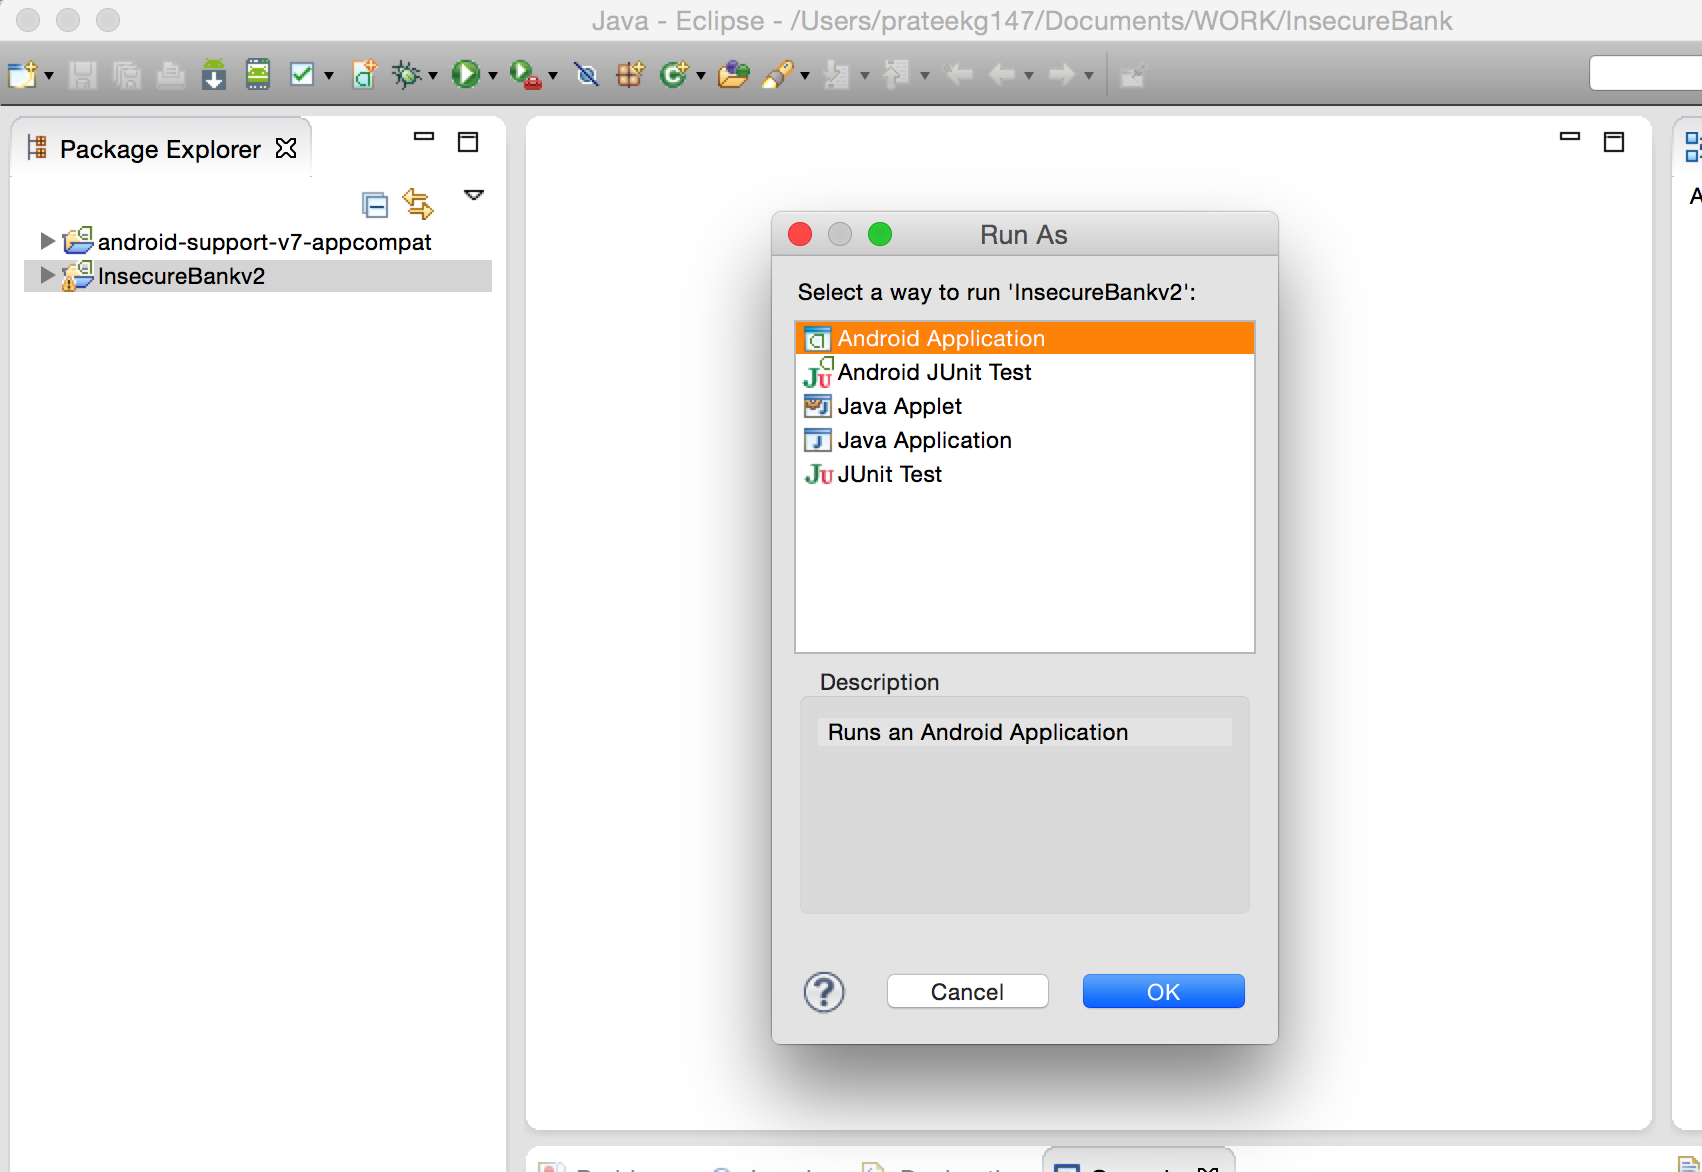 Java - Eclipse - /Users/prateekg147/Documents/WORK/InsecureBank
Package Explorer
android-support-v7-appcompat
InsecureBankv2
Run As
Select a way to run 'InsecureBankv2':
Android Application
Android JUnit Test
Java Applet
Java Application
JUnit Test
Description
Runs an Android Application
Cancel
OK